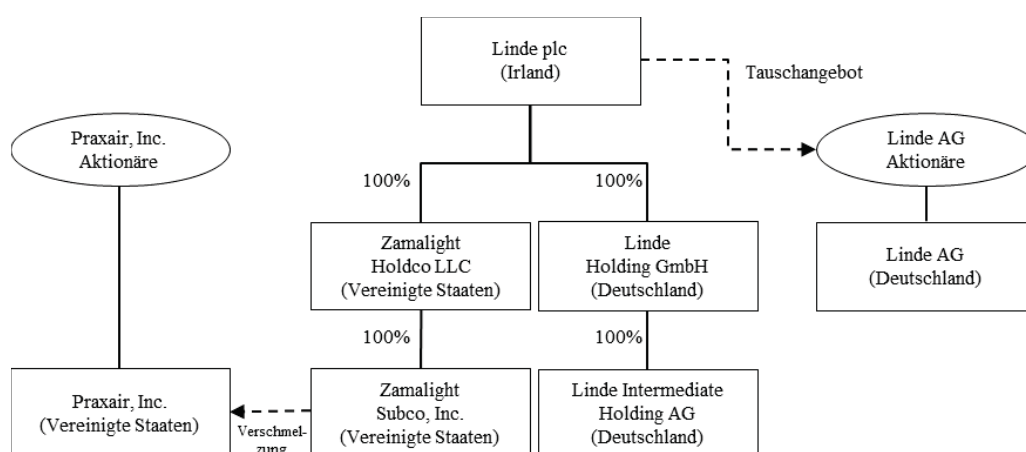 Linde plc
(Irland)
Tauschangebot
Praxair, Inc.
Aktionäre
Linde AG
Aktionäre
100%
100%
Zamalight
Holdco LLC
(Vereinigte Staaten)
Linde
Holding GmbH
(Deutschland)
Linde AG
(Deutschland)
100%
100%
Praxair, Inc.
(Vereinigte Staaten)
Verschmel-
zung
Zamalight
Subco, Inc.
(Vereinigte Staaten)
Linde Intermediate
Holding AG
(Deutschland)